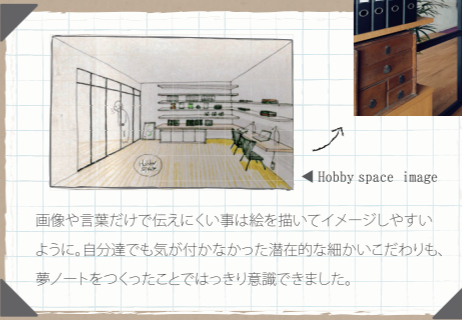 Hobby space
◀ Hobby space image
画像や言葉だけで伝えにくい事は絵を描いてイメージしやすい
ように。自分達でも気が付かなかった潜在的な細かいこだわりも、
夢ノートをつくったことではっきり意識できました。